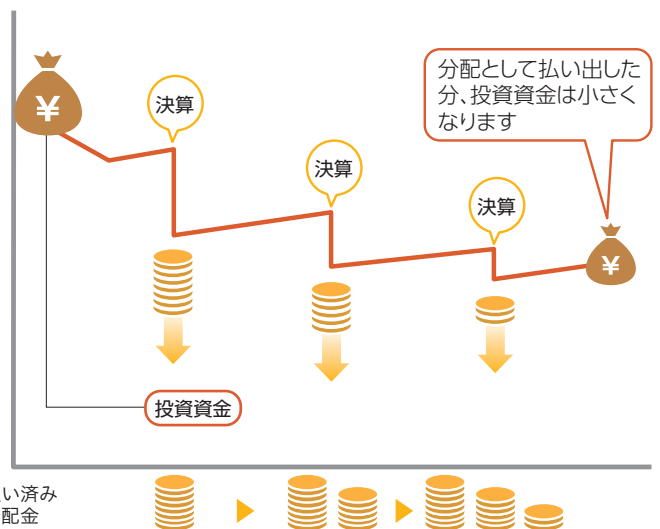 ¥
決算
分配として払い出した
分、投資資金は小さく
なります
決算
決算
¥
投資資金
い済み
配金